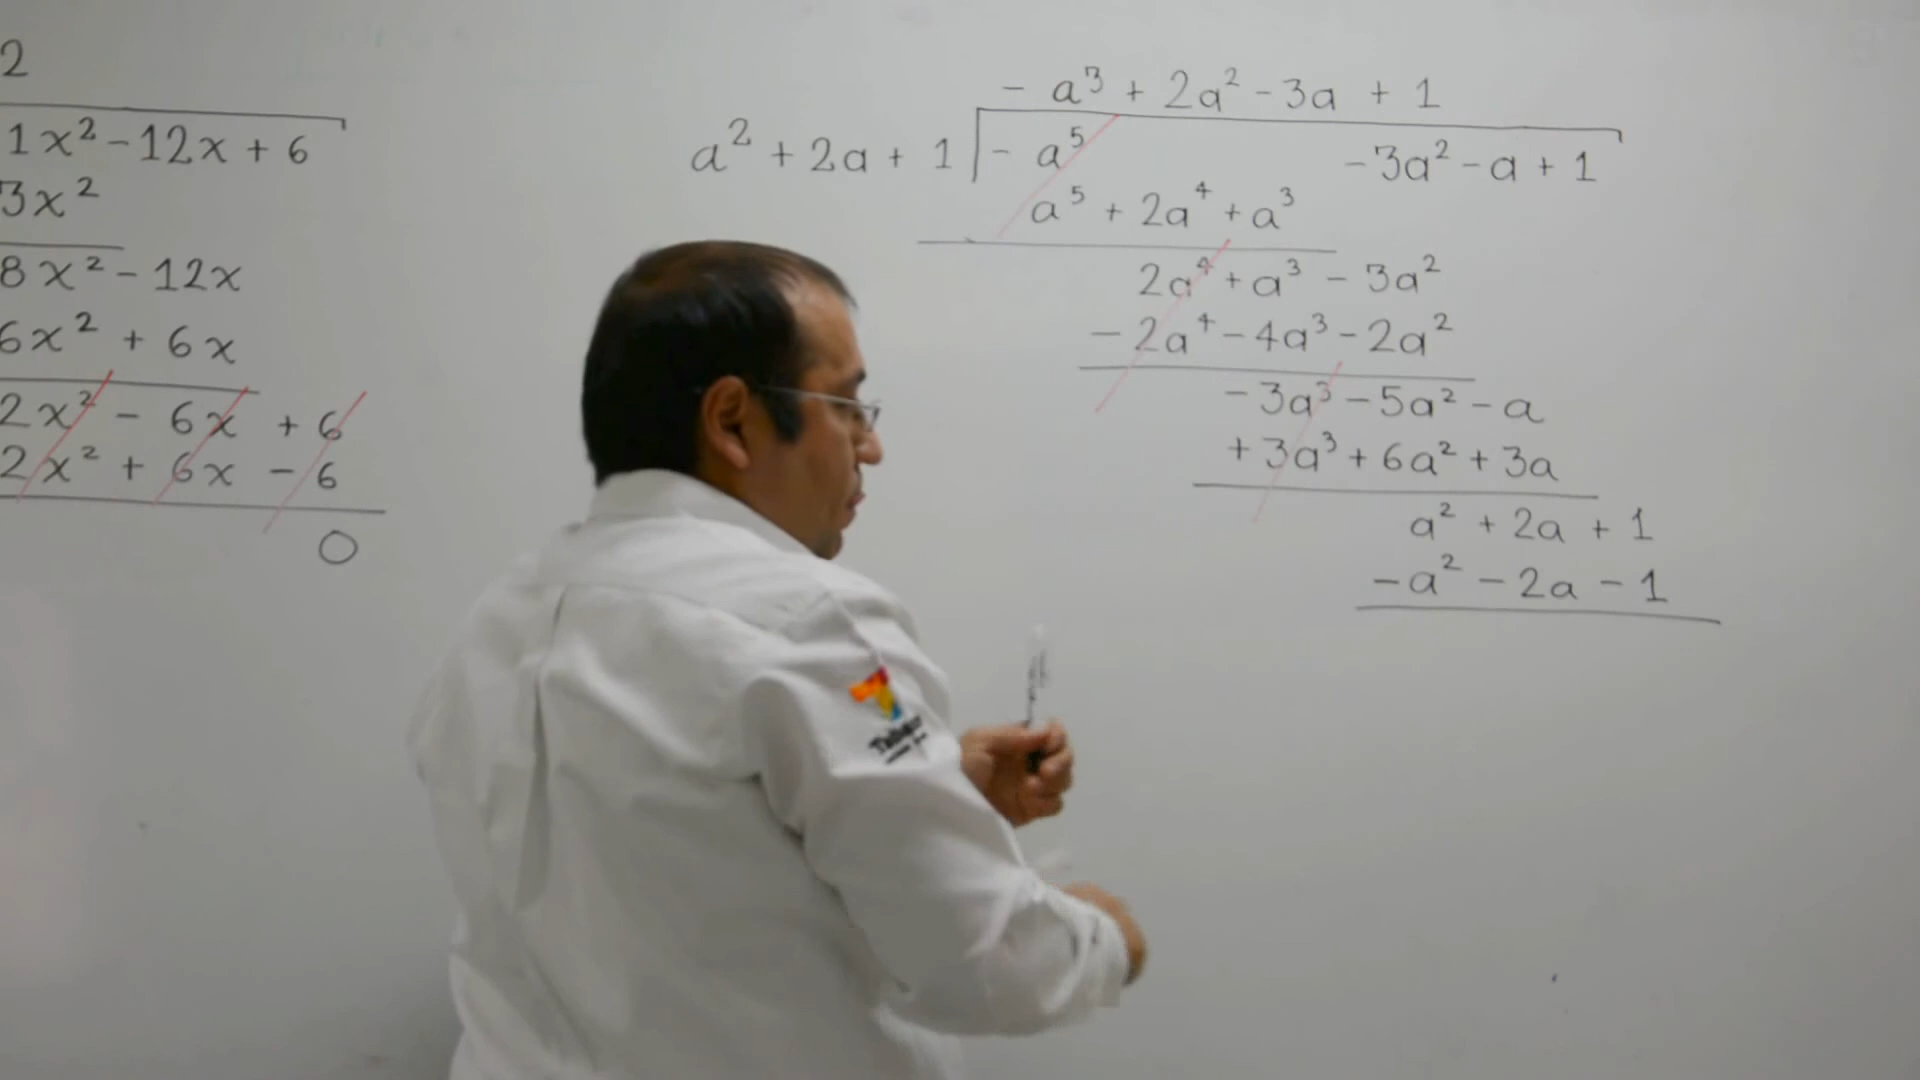 2
1x² - 12x + 6
3x²
8x² - 12x
6x² + 6x
2x² - 6x + 6
2x² + 6x - 6
0
- a³ + 2a² - 3a + 1
a² + 2a + 1 - a⁵ -3a² - a + 1
a⁵ + 2a⁴ + a³
2a⁴ + a³ - 3a²
- 2a⁴ - 4a³ - 2a²
- 3a³ - 5a² - a
+ 3a³ + 6a² + 3a
a² + 2a + 1
- a² - 2a - 1